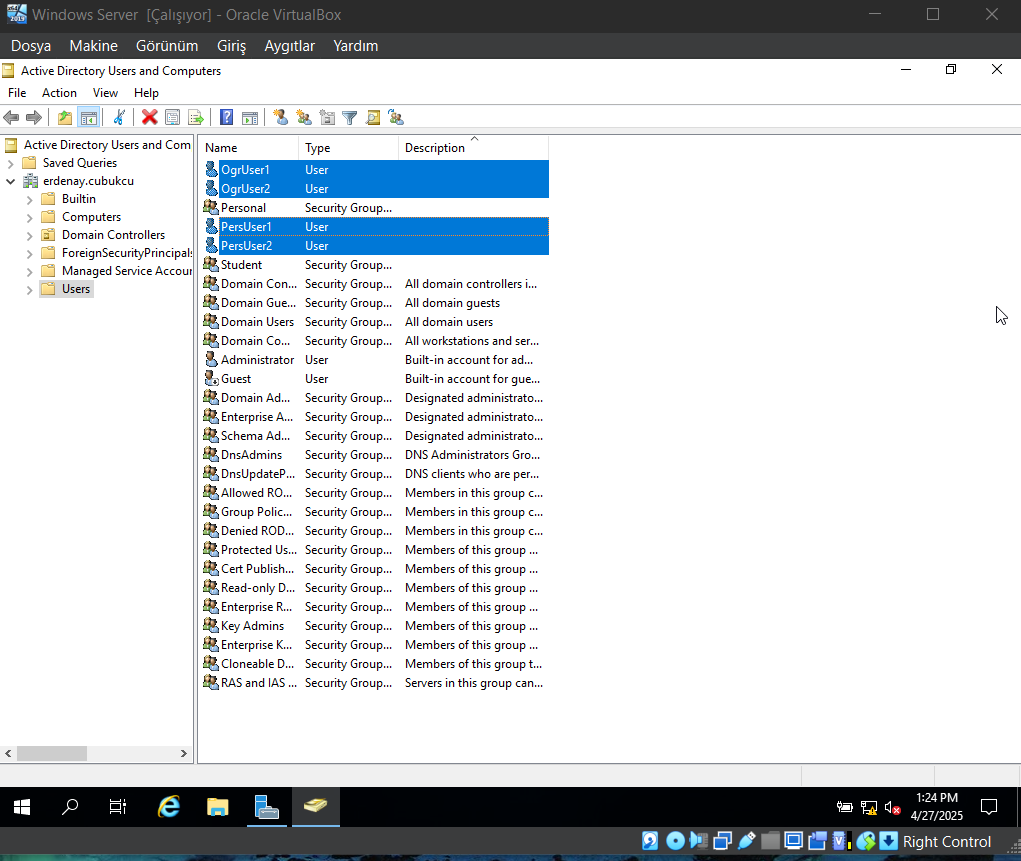 Windows Server [Çalışıyor] - Oracle VirtualBox
Dosya Makine Görünüm Giriş Aygıtlar Yardım
Active Directory Users and Computers
File Action View Help
Active Directory Users and Com
Saved Queries
erdenay.cubukcu
Builtin
Computers
Domain Controllers
ForeignSecurityPrincipals
Managed Service Accour
Users
Name Type Description
OgrUser1 User
OgrUser2 User
Personal Security Group...
PersUser1 User
PersUser2 User
Student Security Group...
Domain Con... Security Group... All domain controllers i...
Domain Gue... Security Group... All domain guests
Domain Users Security Group... All domain users
Domain Co... Security Group... All workstations and ser...
Administrator User Built-in account for ad...
Guest User Built-in account for gue...
Domain Ad... Security Group... Designated administrato...
Enterprise A... Security Group... Designated administrato...
Schema Ad... Security Group... Designated administrato...
DnsAdmins Security Group... DNS Administrators Gro...
DnsUpdateP... Security Group... DNS clients who are per...
Allowed RO... Security Group... Members in this group c...
Group Polic... Security Group... Members in this group c...
Denied ROD... Security Group... Members in this group c...
Protected Us... Security Group... Members of this group ...
Cert Publish... Security Group... Members of this group ...
Read-only D... Security Group... Members of this group ...
Enterprise R... Security Group... Members of this group ...
Key Admins Security Group... Members of this group ...
Enterprise K... Security Group... Members of this group ...
Cloneable D... Security Group... Members of this group t...
RAS and IAS ... Security Group... Servers in this group can...
1:24 PM
4/27/2025
Right Control